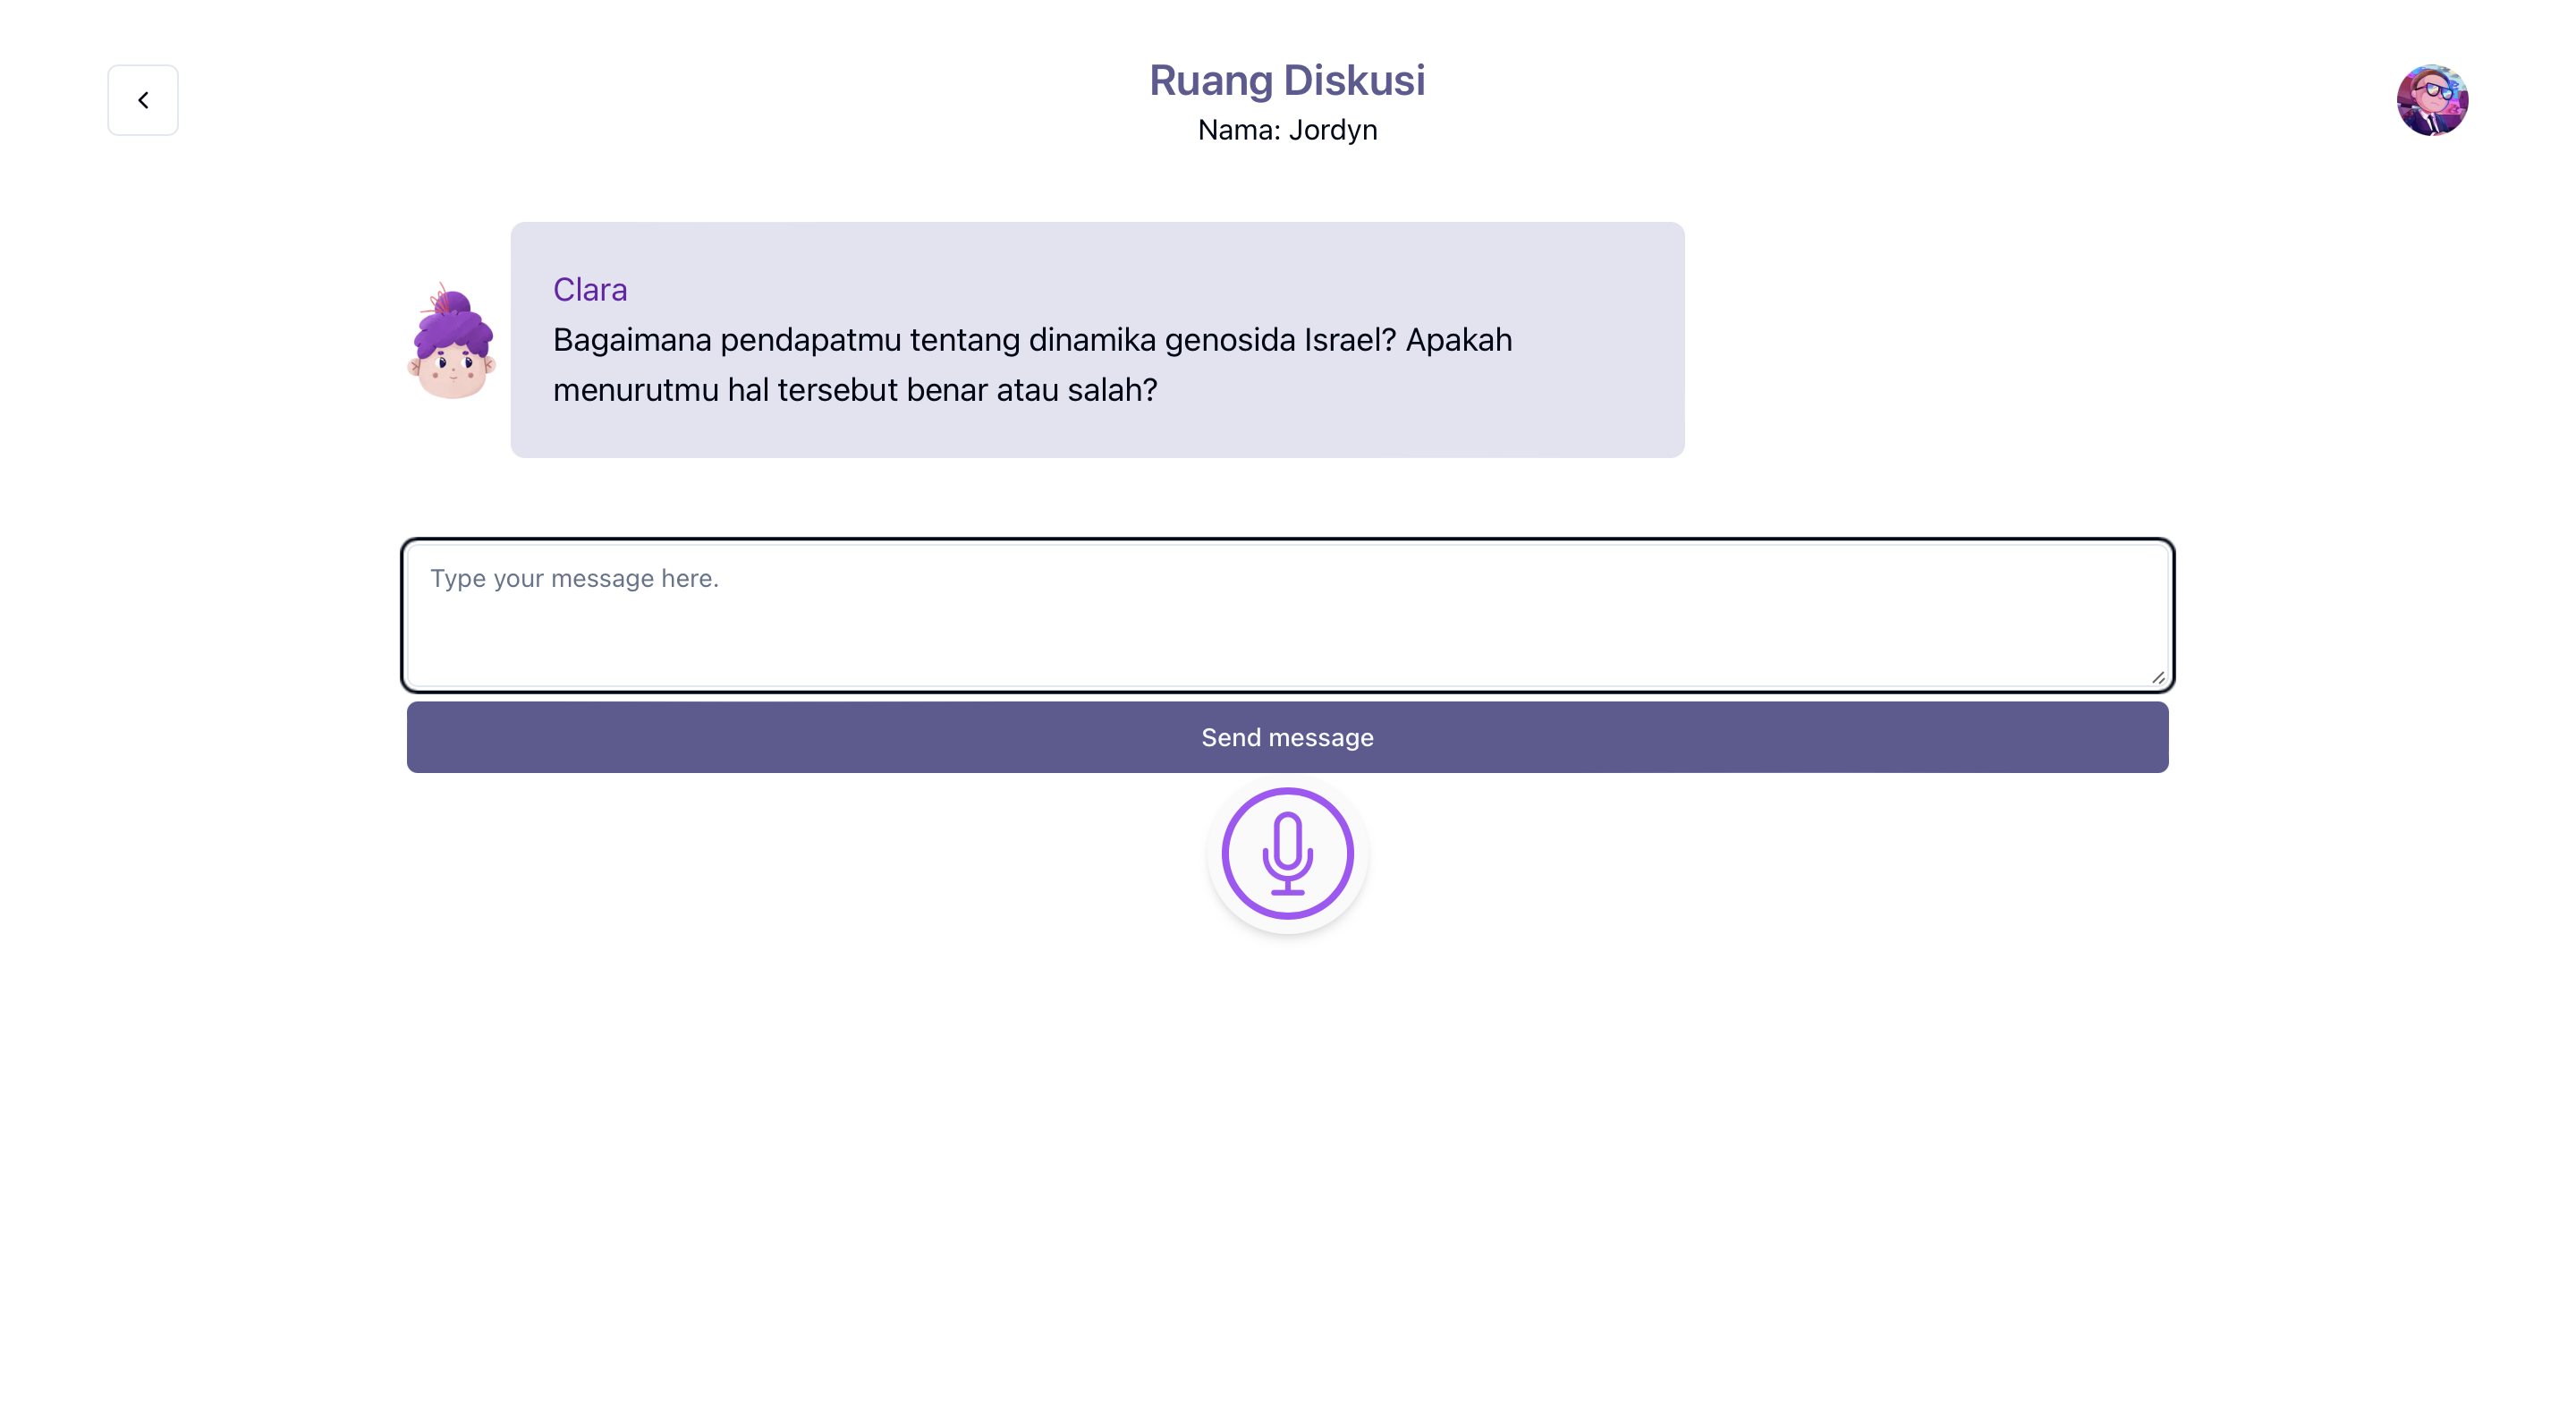 Ruang Diskusi
Nama: Jordyn
Clara
Bagaimana pendapatmu tentang dinamika genosida Israel? Apakah
menurutmu hal tersebut benar atau salah?
Type your message here.
Send message